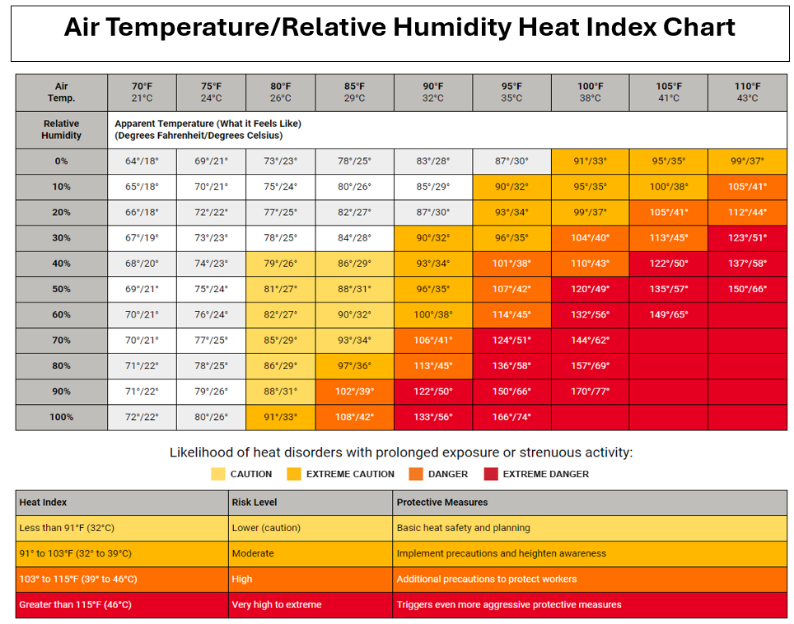 Air Temperature/Relative Humidity Heat Index Chart
Air Temp. 70°F 21°C 75°F 24°C 80°F 26°C 85°F 29°C 90°F 32°C 95°F 35°C 100°F 38°C 105°F 41°C 110°F 43°C
Relative Humidity Apparent Temperature (What it Feels Like) (Degrees Fahrenheit/Degrees Celsius)
0% 64°/18° 69°/21° 73°/23° 78°/25° 83°/28° 87°/30° 91°/33° 95°/35° 99°/37°
10% 65°/18° 70°/21° 75°/24° 80°/26° 85°/29° 90°/32° 95°/35° 100°/38° 105°/41°
20% 66°/18° 72°/22° 77°/25° 82°/27° 87°/30° 93°/34° 99°/37° 105°/41° 112°/44°
30% 67°/19° 73°/23° 78°/25° 84°/28° 90°/32° 96°/35° 104°/40° 113°/45° 123°/51°
40% 68°/20° 74°/23° 79°/26° 86°/29° 93°/34° 101°/38° 110°/43° 122°/50° 137°/58°
50% 69°/21° 75°/24° 81°/27° 88°/31° 96°/35° 107°/42° 120°/49° 135°/57° 150°/66°
60% 70°/21° 76°/24° 82°/27° 90°/32° 100°/38° 114°/45° 132°/56° 149°/65°
70% 70°/21° 77°/25° 85°/29° 93°/34° 106°/41° 124°/51° 144°/62°
80% 71°/22° 78°/25° 86°/29° 97°/36° 113°/45° 136°/58° 157°/69°
90% 71°/22° 79°/26° 88°/31° 102°/39° 122°/50° 150°/66° 170°/77°
100% 72°/22° 80°/26° 91°/33° 108°/42° 133°/56° 166°/74°
Likelihood of heat disorders with prolonged exposure or strenuous activity:
CAUTION EXTREME CAUTION DANGER EXTREME DANGER
Heat Index Risk Level Protective Measures
Less than 91°F (32°C) Lower (caution) Basic heat safety and planning
91° to 103°F (32° to 39°C) Moderate Implement precautions and heighten awareness
103° to 115°F (39° to 46°C) High Additional precautions to protect workers
Greater than 115°F (46°C) Very high to extreme Triggers even more aggressive protective measures